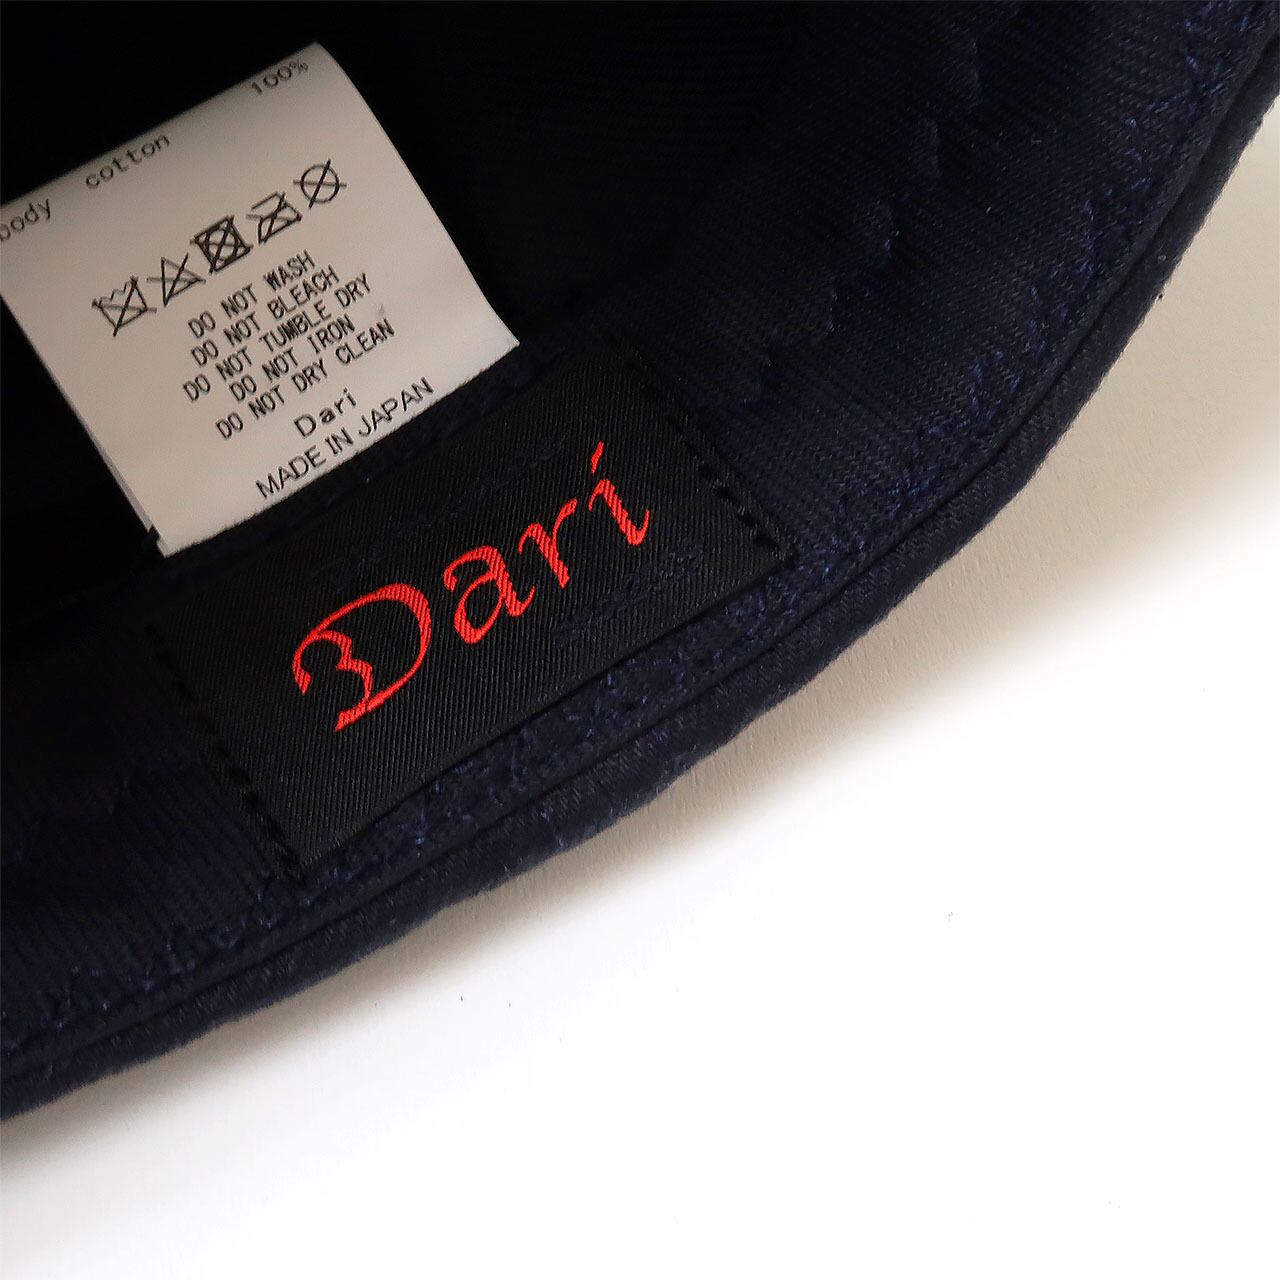 body cotton 100%
DO NOT WASH
DO NOT BLEACH
DO NOT TUMBLE DRY
DO NOT IRON
DO NOT DRY CLEAN
Dari
MADE IN JAPAN
Dari